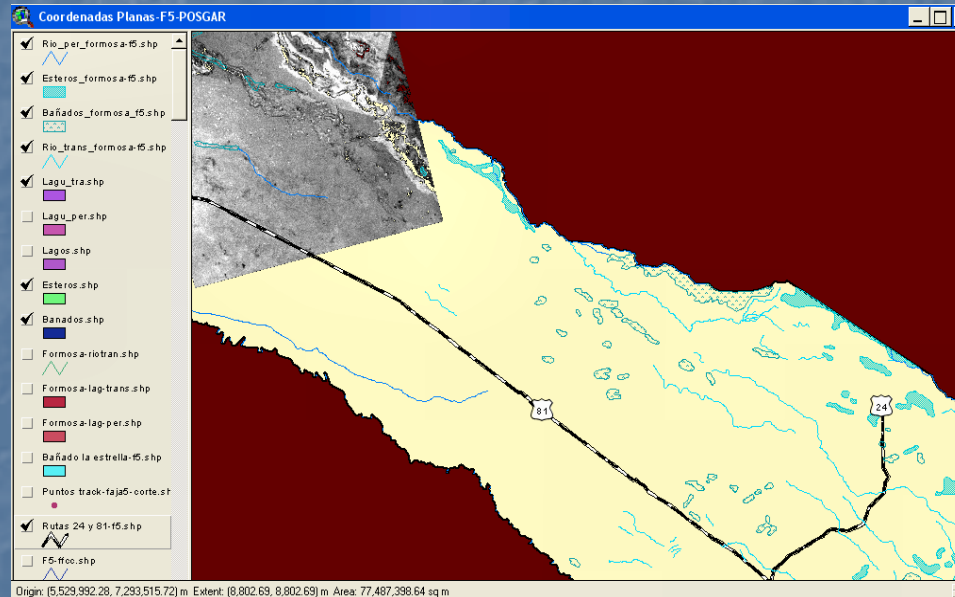 Coordenadas Planas-F5-POSGAR
Rio_per_formosa-f5.shp
Esteros_formosa-f5.shp
Bañados_formosa_f5.shp
Rio_trans_formosa-f5.shp
Lagu_tra.shp
Lagu_per.shp
Lagos.shp
Esteros.shp
Banados.shp
Formosa-riotran.shp
Formosa-lag-trans.shp
Formosa-lag-per.shp
Bañado la estrella-f5.shp
Puntos track-faja5-corte.sh
Rutas 24 y 81-f5.shp
F5-ffcc.shp
81
24
Origin: (5,529,992.28, 7,293,515.72) m Extent: (8,802.69, 8,802.69) m Area: 77,487,398.64 sq m